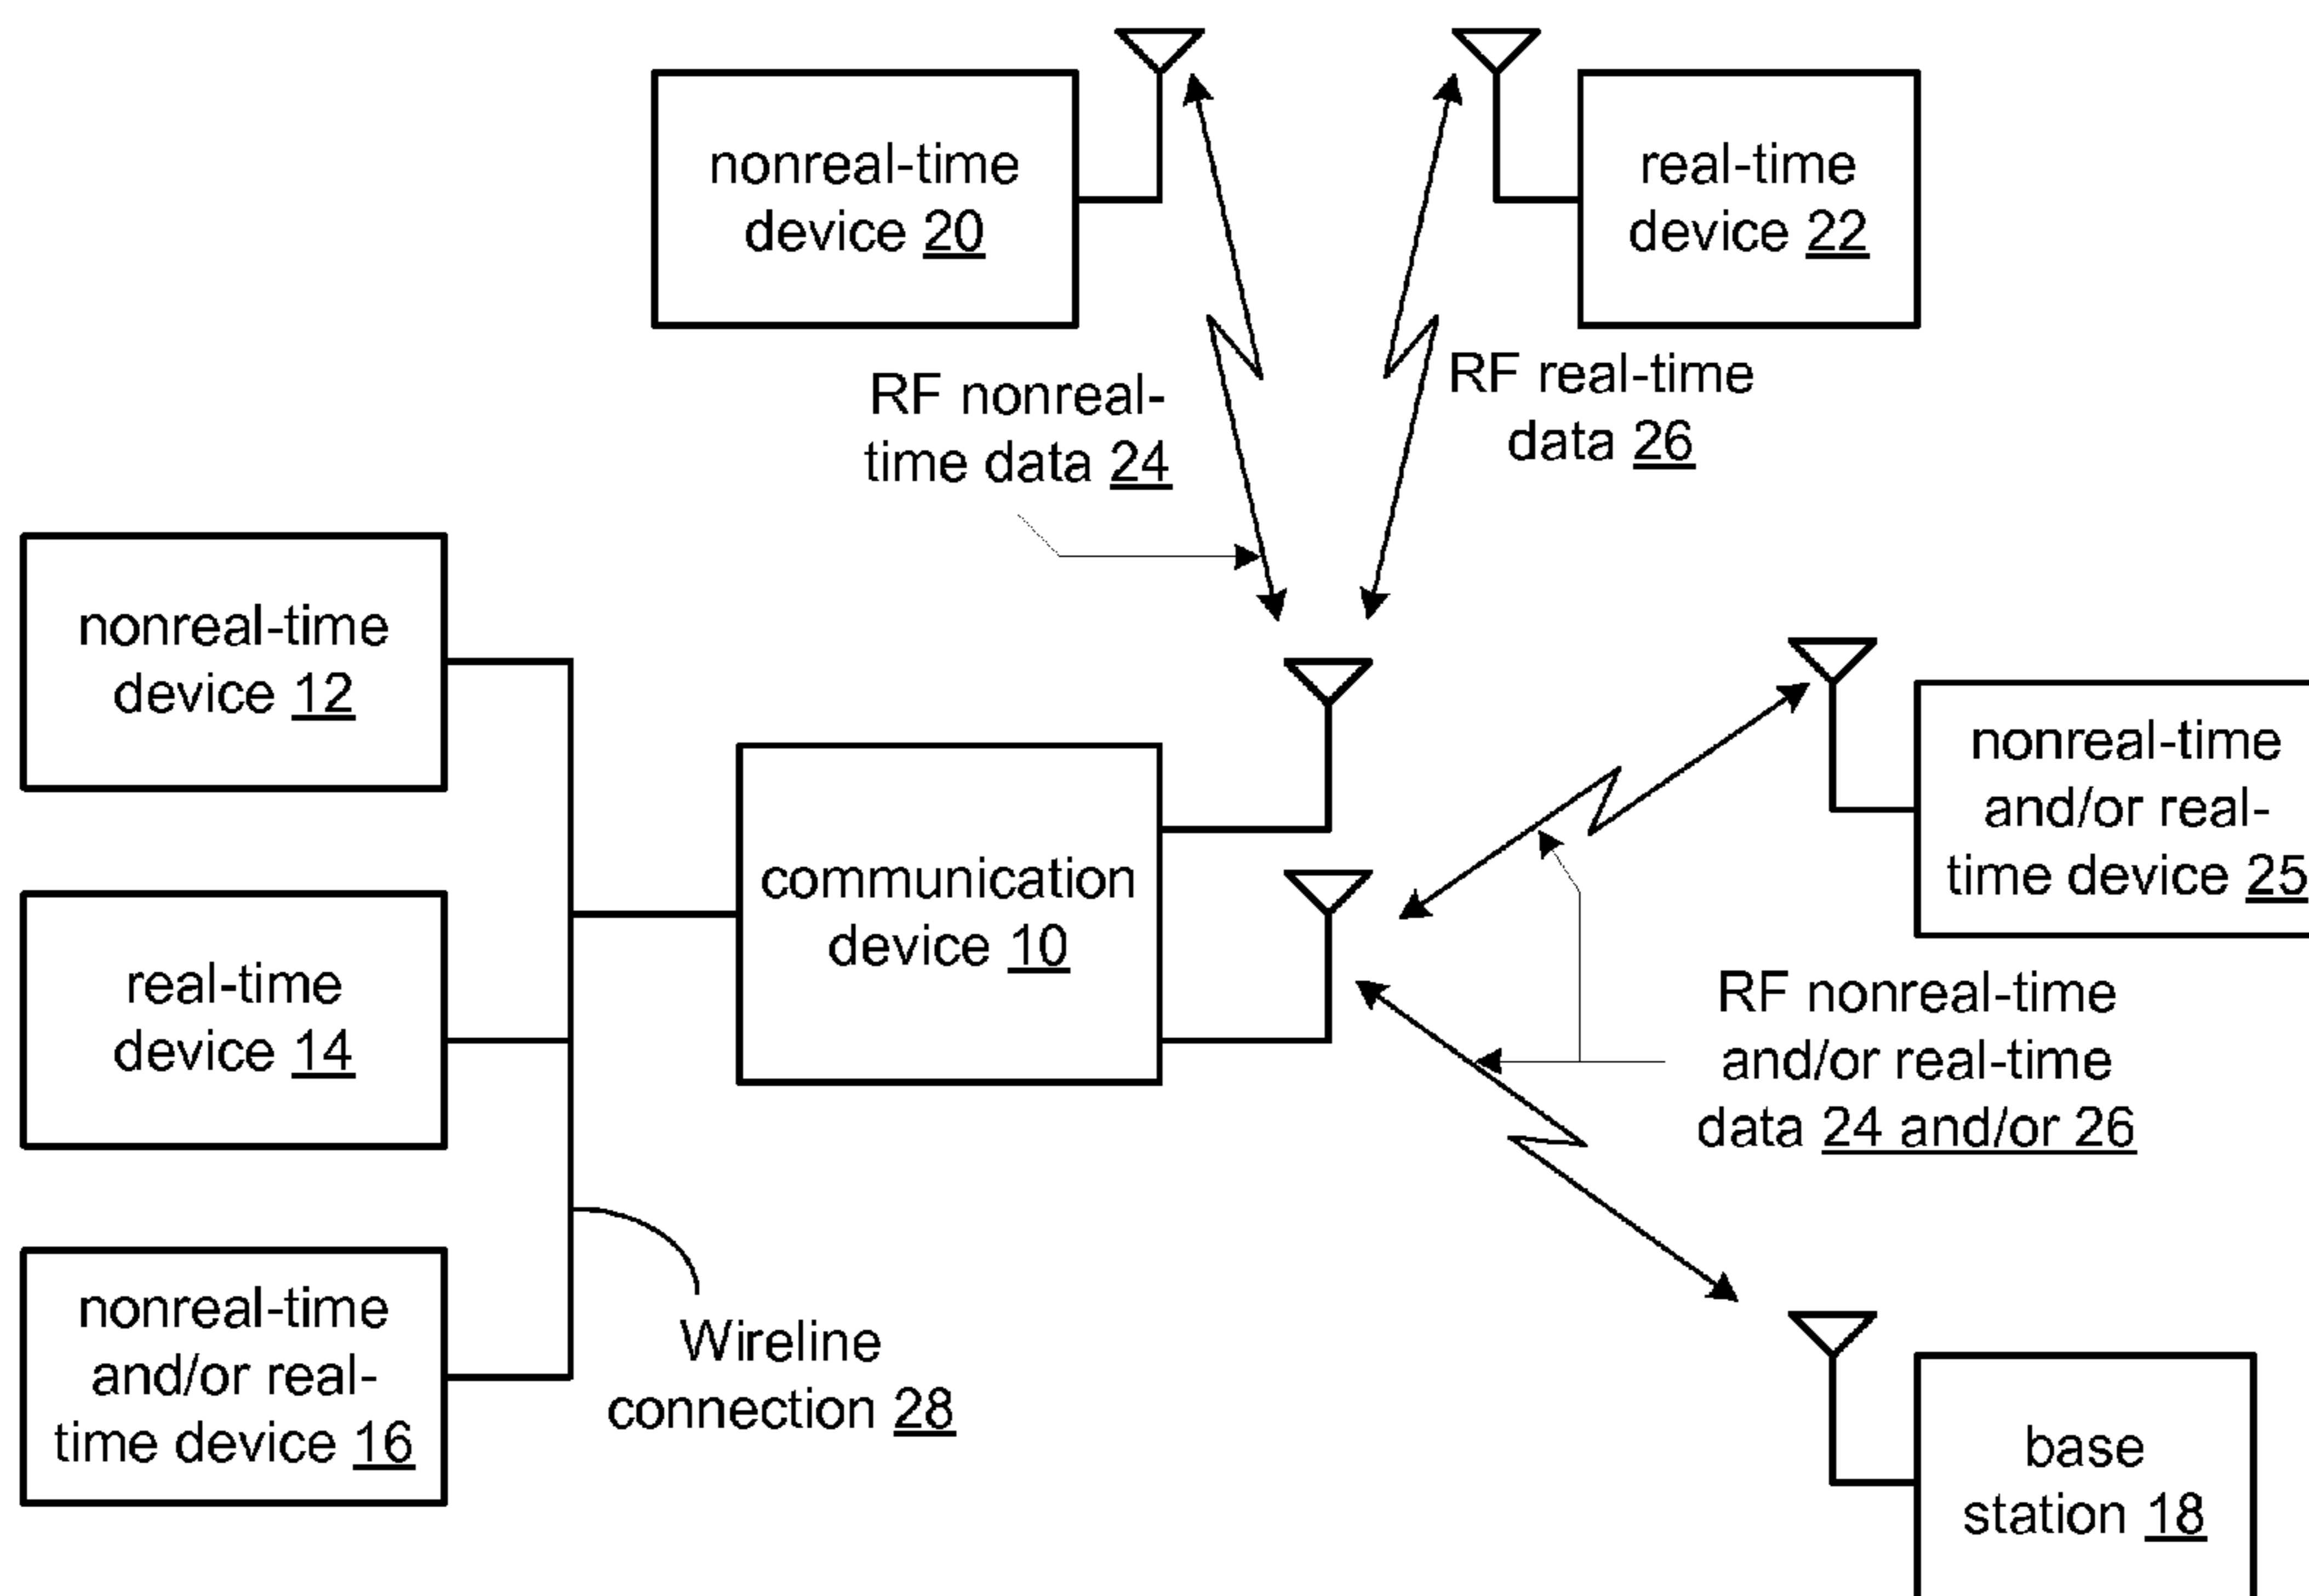 nonreal-time
device 20
real-time
device 22
RF nonreal-
time data 24
RF real-time
data 26
nonreal-time
device 12
nonreal-time
and/or real-
time device 25
communication
device 10
real-time
device 14
RF nonreal-time
and/or real-time
data 24 and/or 26
nonreal-time
and/or real-
time device 16
Wireline
connection 28
base
station 18